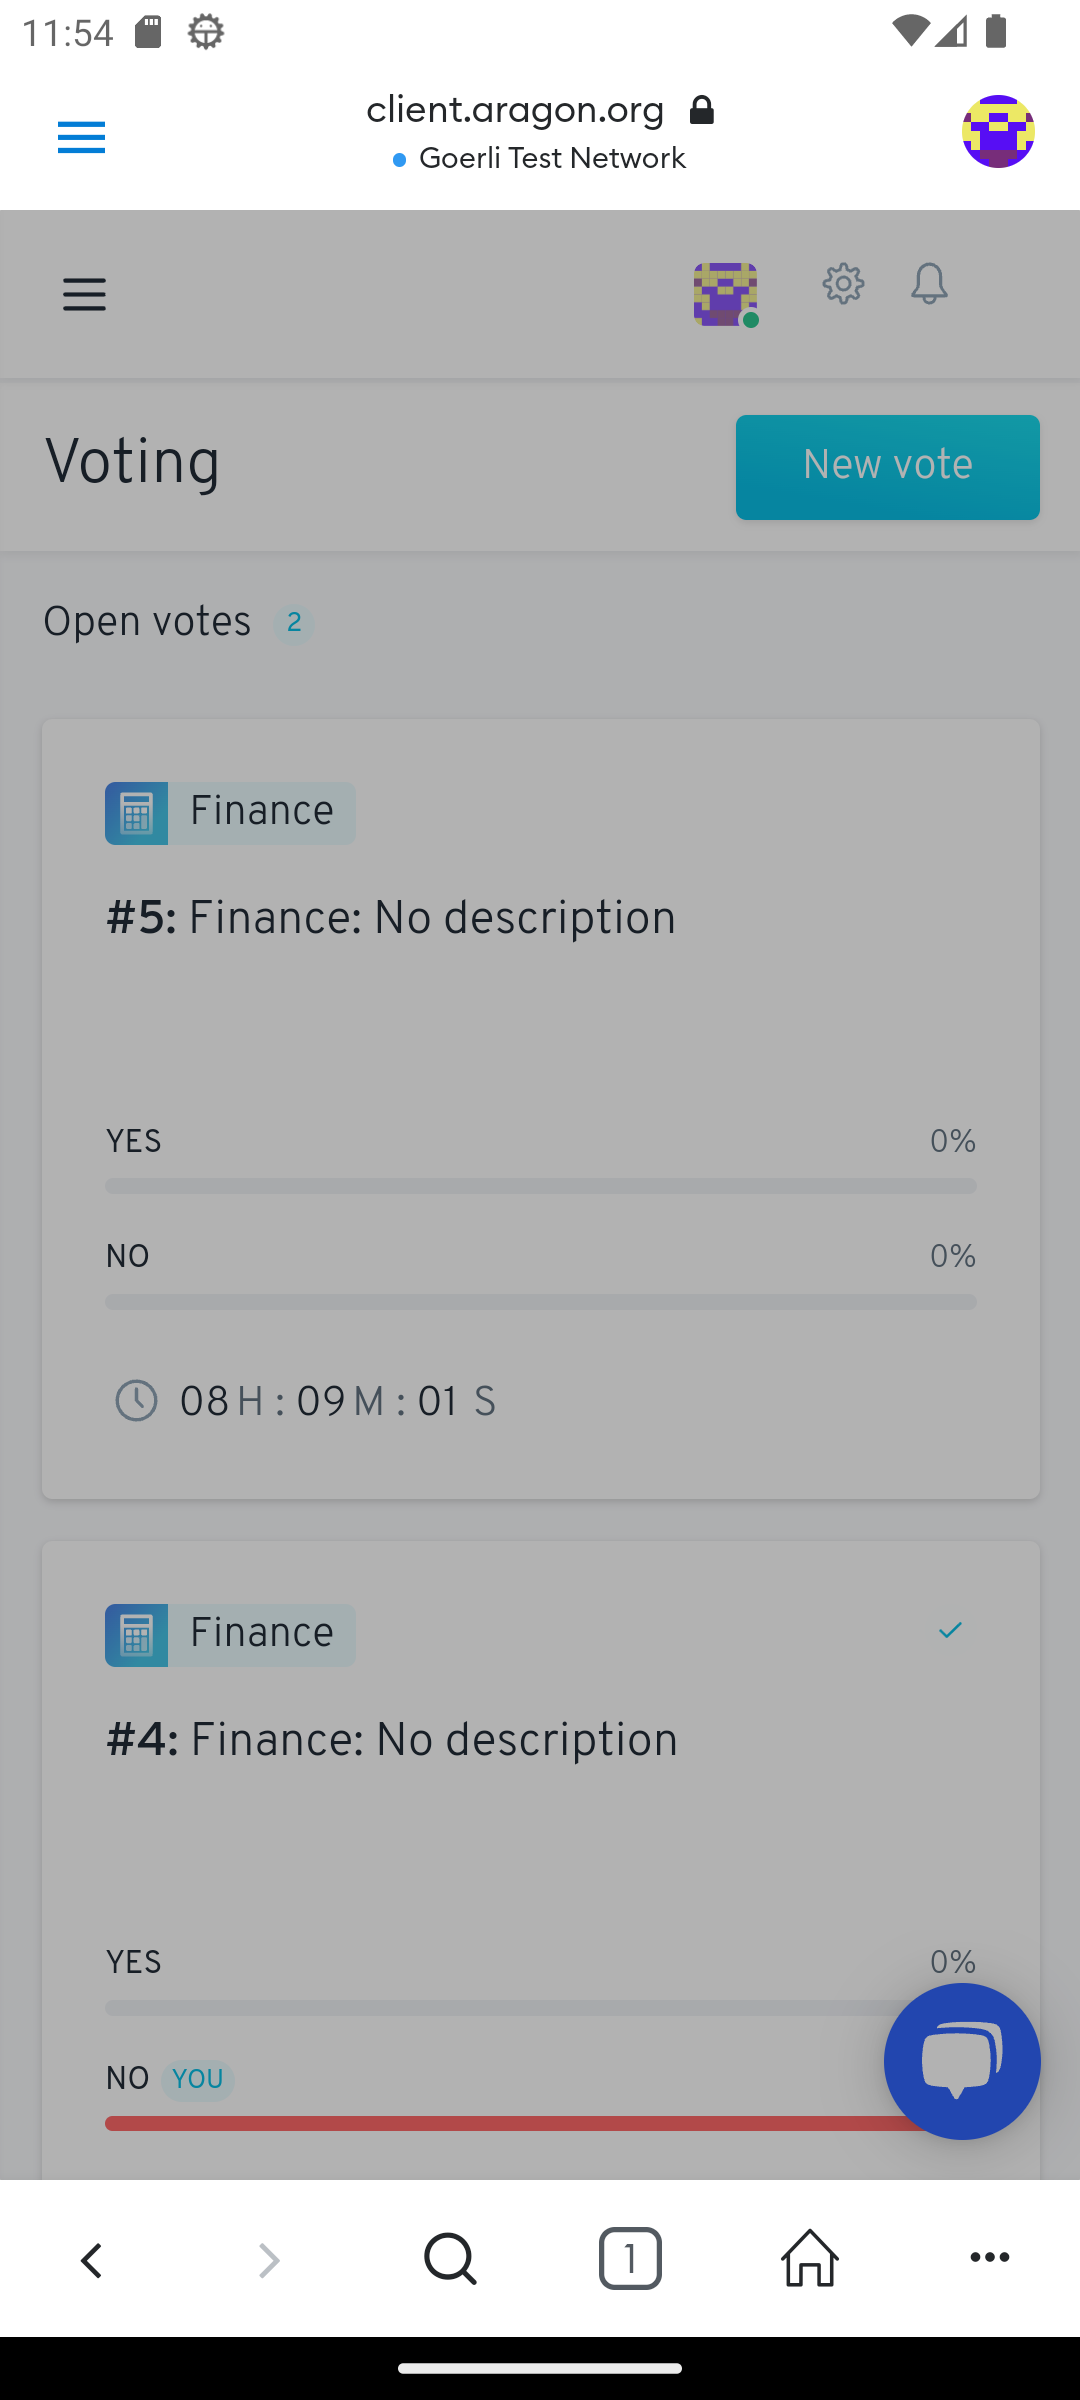 11:54
client.aragon.org
Goerli Test Network
Voting
New vote
Open votes 2
Finance
#5: Finance: No description
YES 0%
NO 0%
08 H : 09 M : 01 S
Finance
#4: Finance: No description
YES 0%
NO YOU
1